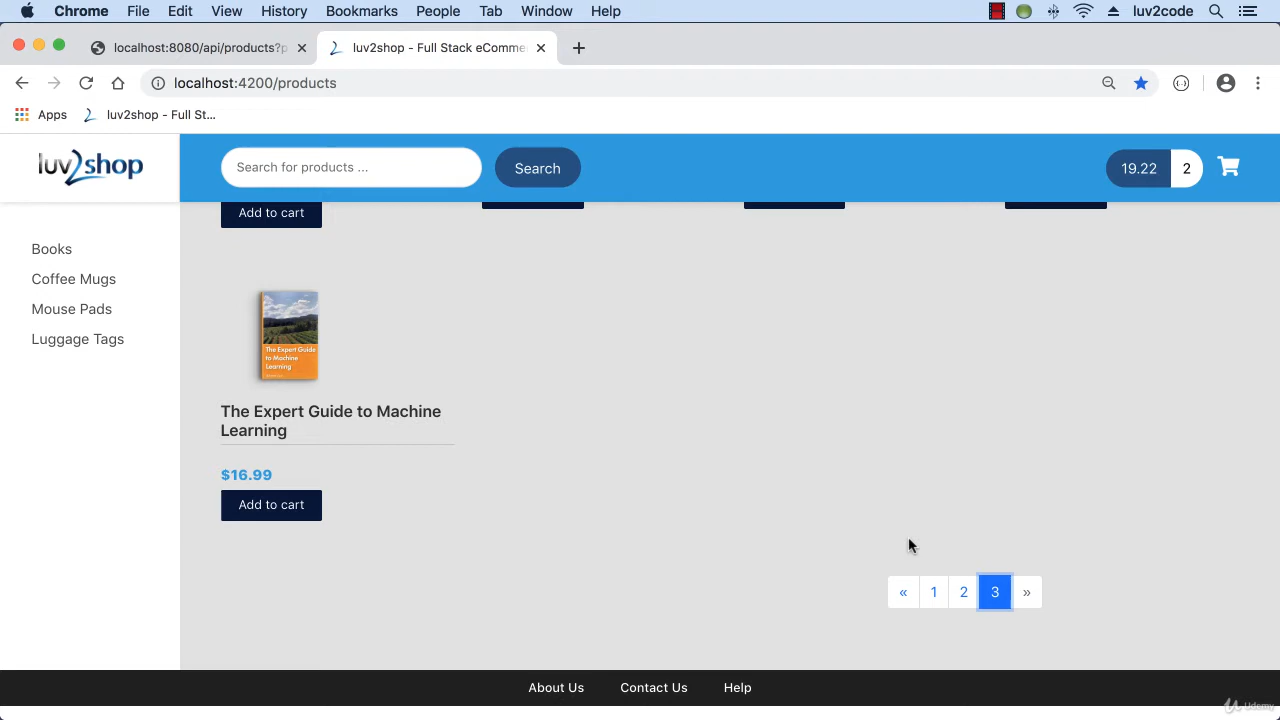 Chrome File Edit View History Bookmarks People Tab Window Help luv2code
localhost:8080/api/products?p
luv2shop - Full Stack eComme
localhost:4200/products
Apps luv2shop - Full St...
luv2shop
Search for products ...
Search
19.22 2
Add to cart
Books
Coffee Mugs
Mouse Pads
Luggage Tags
The Expert Guide
to Machine
Learning
The Expert Guide to Machine
Learning
$16.99
Add to cart
« 1 2 3 »
About Us Contact Us Help
Udemy